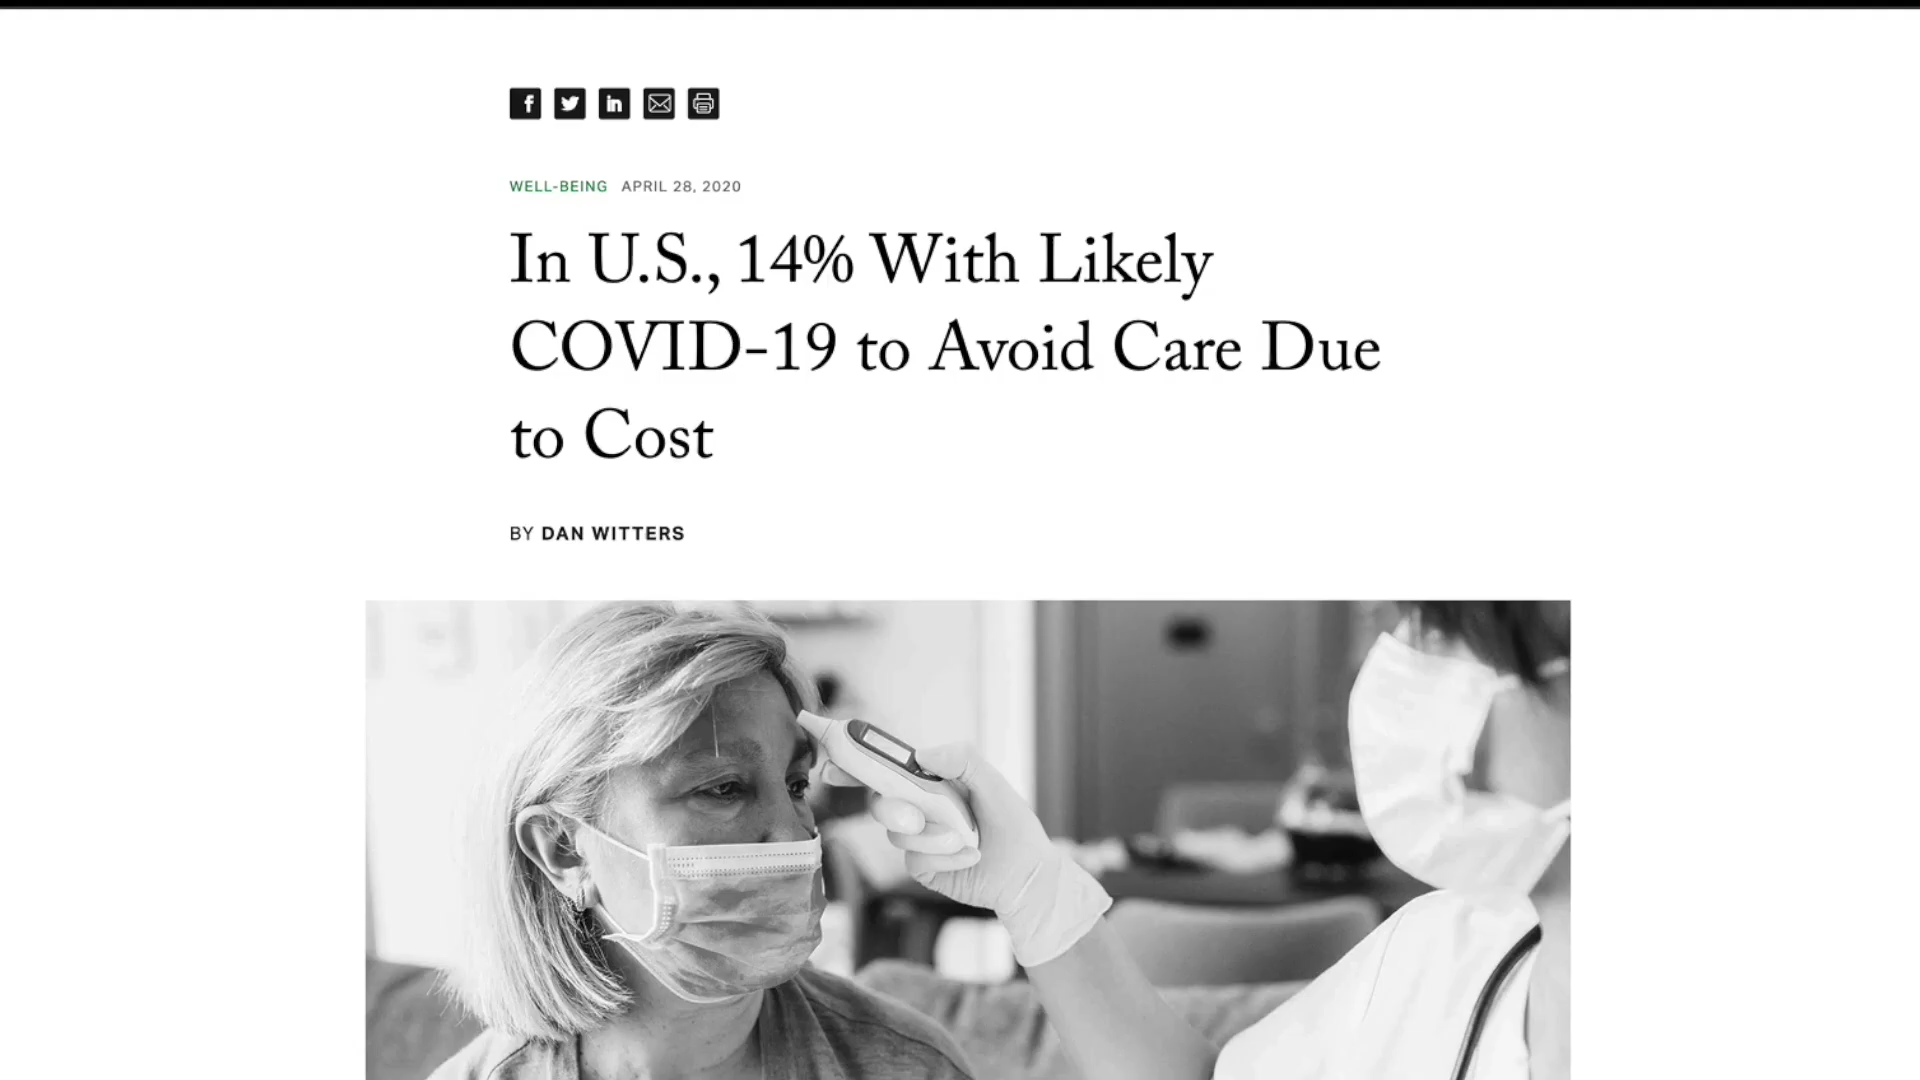 WELL-BEING APRIL 28, 2020
In U.S., 14% With Likely
COVID-19 to Avoid Care Due
to Cost
BY DAN WITTERS